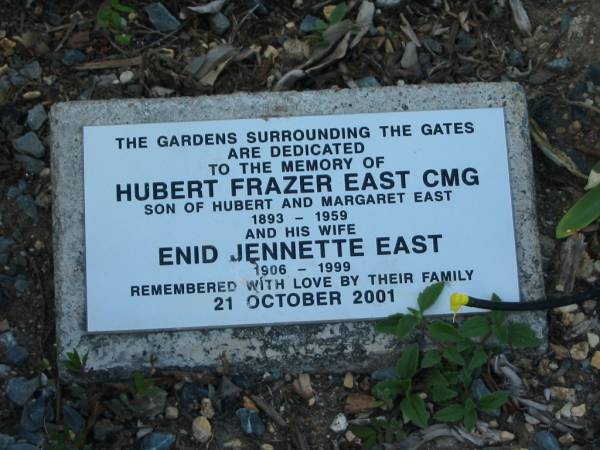 THE GARDENS SURROUNDING THE GATES
ARE DEDICATED
TO THE MEMORY OF
HUBERT FRAZER EAST CMG
SON OF HUBERT AND MARGARET EAST
1893 - 1959
AND HIS WIFE
ENID JENNETTE EAST
1906 - 1999
REMEMBERED WITH LOVE BY THEIR FAMILY
21 OCTOBER 2001